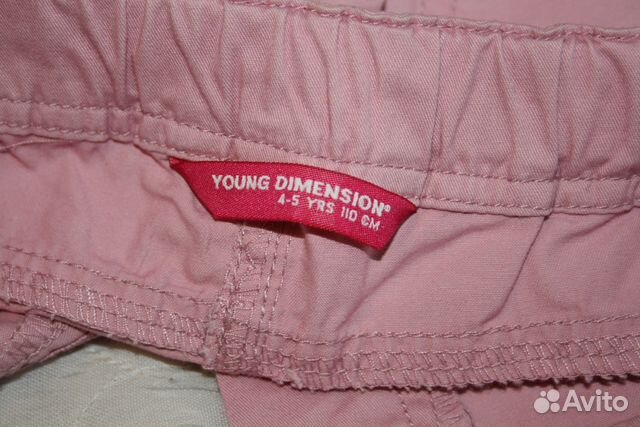 YOUNG DIMENSION®
4-5 YRS 110 CM
Avito